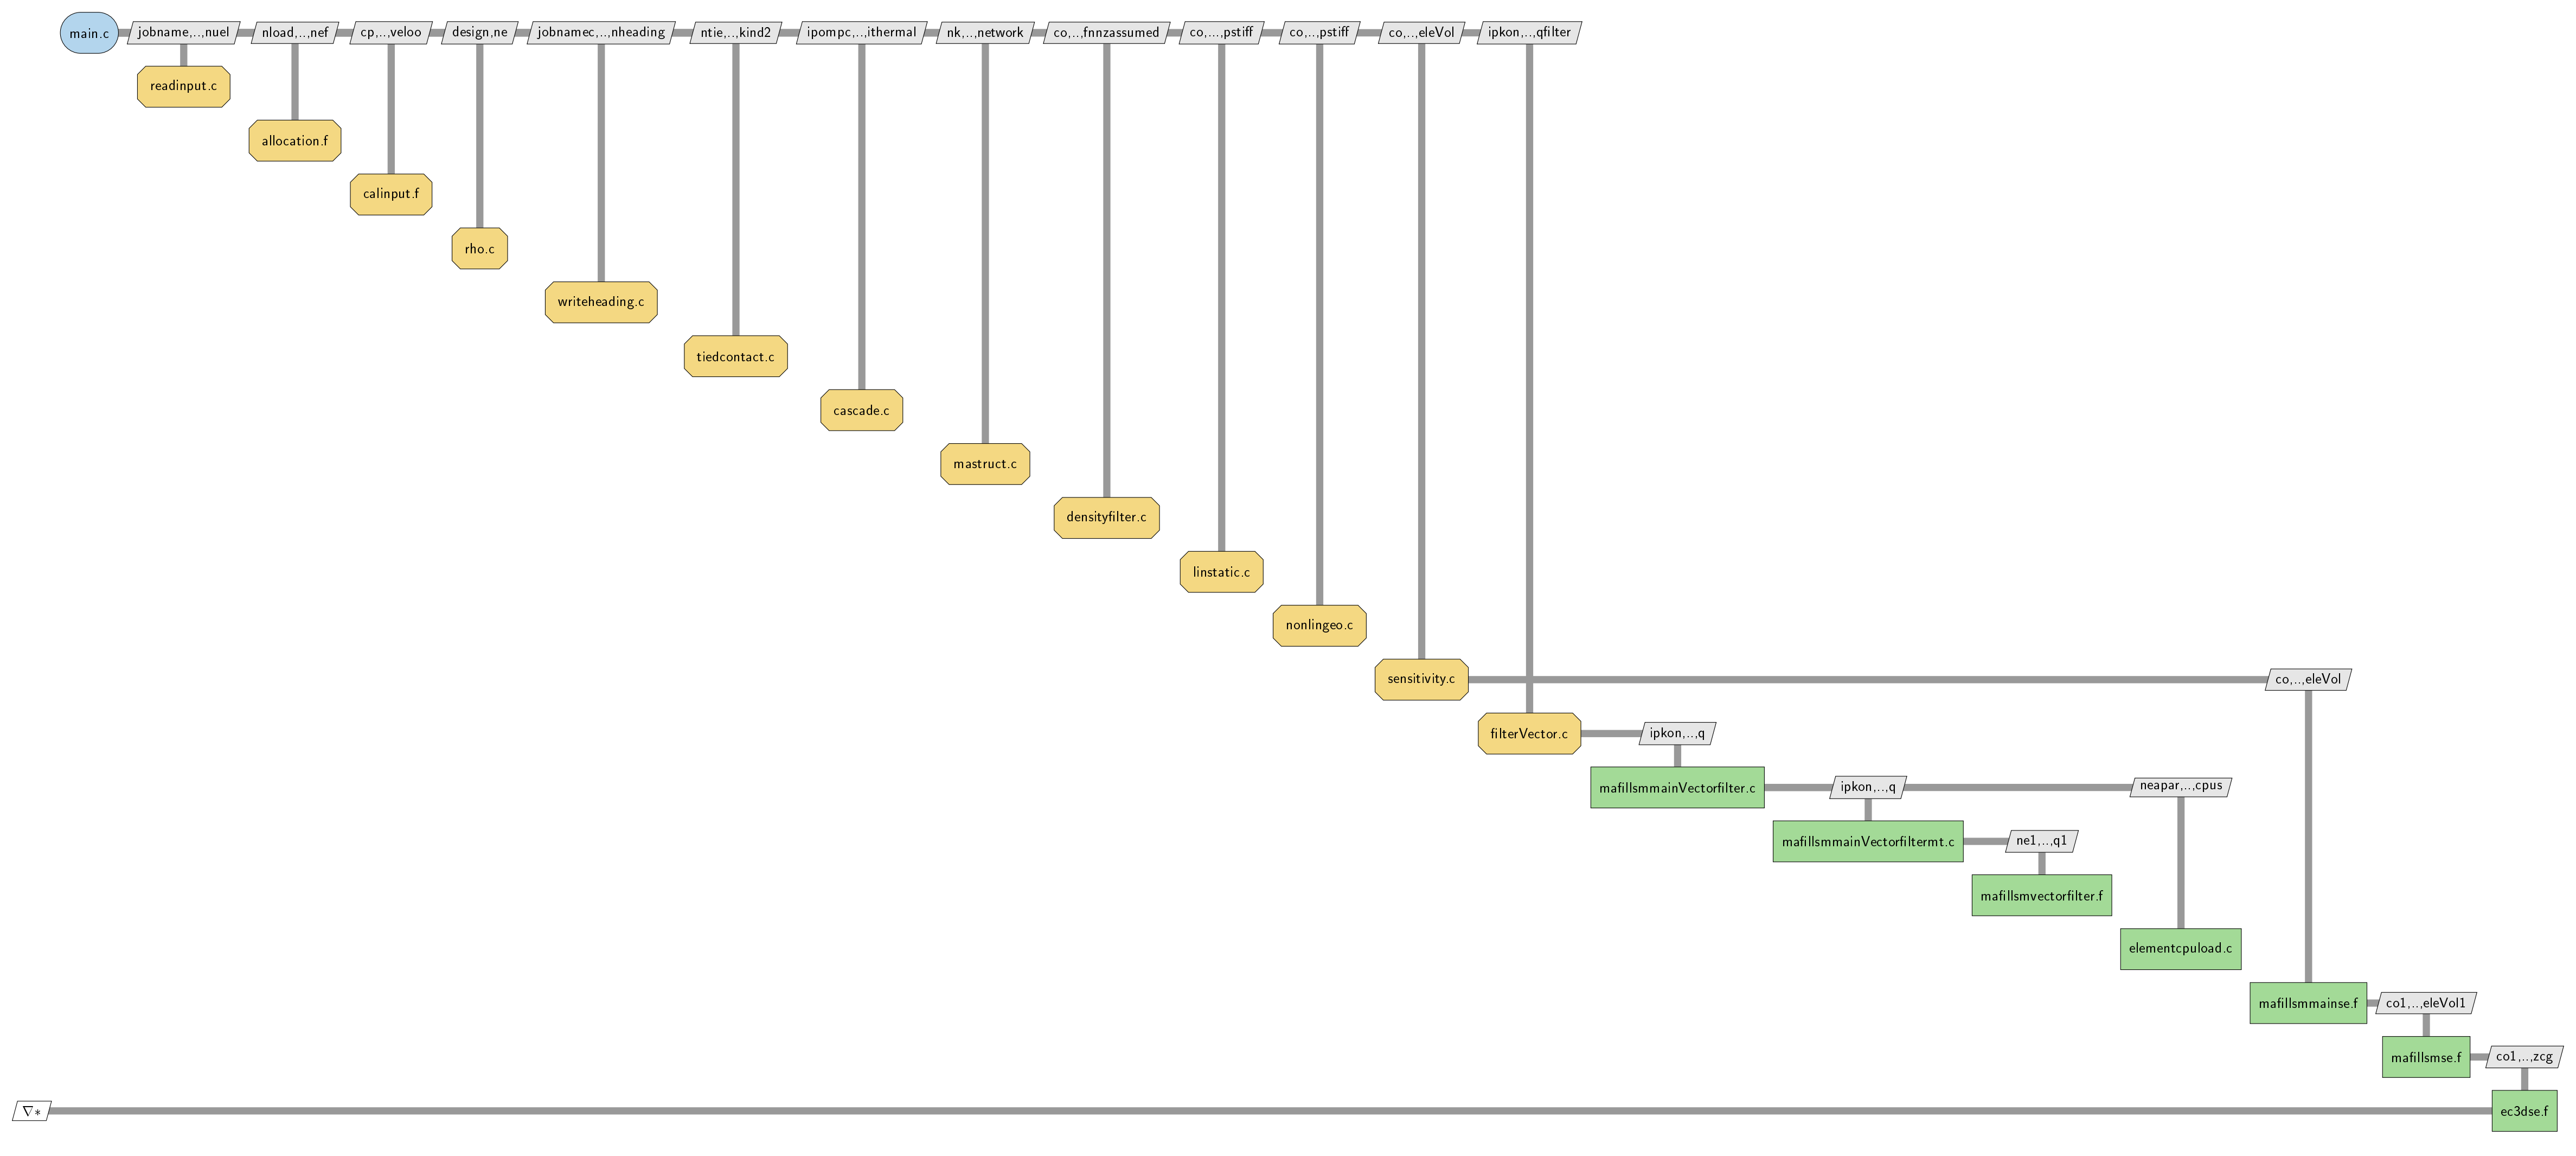 main.c
jobname,..,nuel
nload,..,nef
cp,..,veloo
design,ne
jobnamec,..,nheading
ntie,..,kind2
ipompc,..,ithermal
nk,..,network
co,..,fnnzassumed
co,...,pstiff
co,..,pstiff
co,..,eleVol
ipkon,..,qfilter
readinput.c
allocation.f
calinput.f
rho.c
writeheading.c
tiedcontact.c
cascade.c
mastruct.c
densityfilter.c
linstatic.c
nonlingeo.c
sensitivity.c
co,..,eleVol
filterVector.c
ipkon,..,q
mafillsmmainVectorfilter.c
ipkon,..,q
neapar,..,cpus
mafillsmmainVectorfiltermt.c
ne1,..,q1
mafillsmvectorfilter.f
elementcpuload.c
mafillsmmainse.f
co1,..,eleVol1
mafillsmse.f
co1,..,zcg
∇∗
ec3dse.f